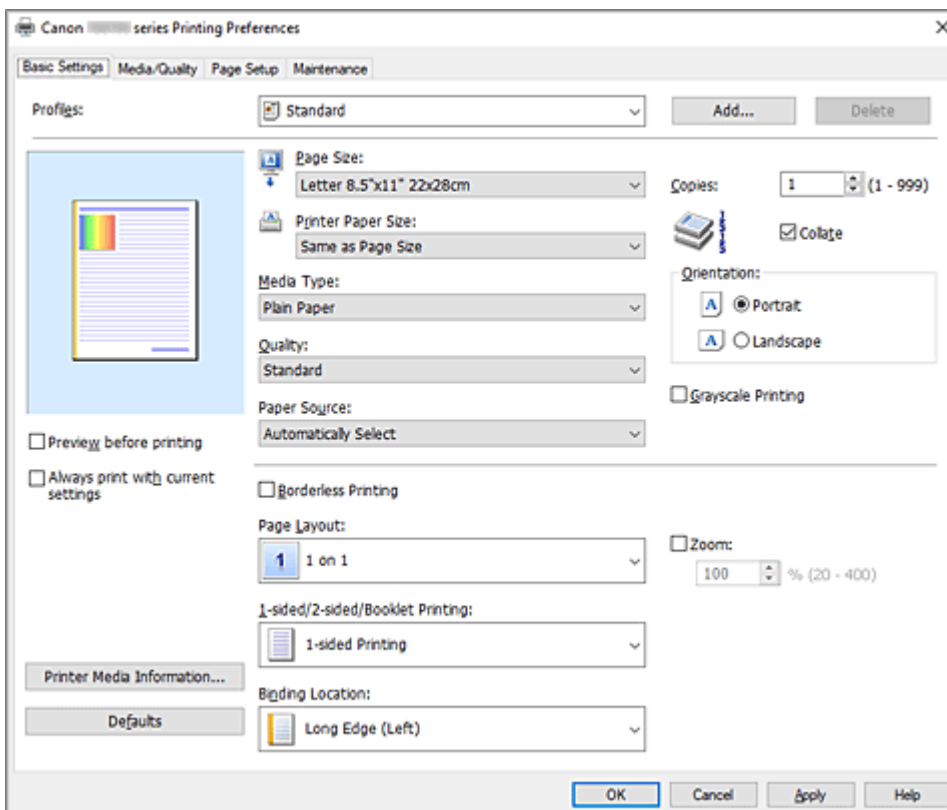 Canon series Printing Preferences
Basic Settings Media/Quality Page Setup Maintenance
Profiles: Standard Add... Delete
Page Size:
Letter 8.5"x11" 22x28cm
Copies: 1 (1 - 999)
Printer Paper Size:
Same as Page Size
Collate
Media Type:
Plain Paper
Orientation:
A Portrait
A Landscape
Quality:
Standard
Grayscale Printing
Paper Source:
Automatically Select
Preview before printing
Always print with current
settings
Borderless Printing
Page Layout:
1 1 on 1
Zoom:
100 % (20 - 400)
1-sided/2-sided/Booklet Printing:
1-sided Printing
Printer Media Information...
Defaults
Binding Location:
Long Edge (Left)
OK Cancel Apply Help